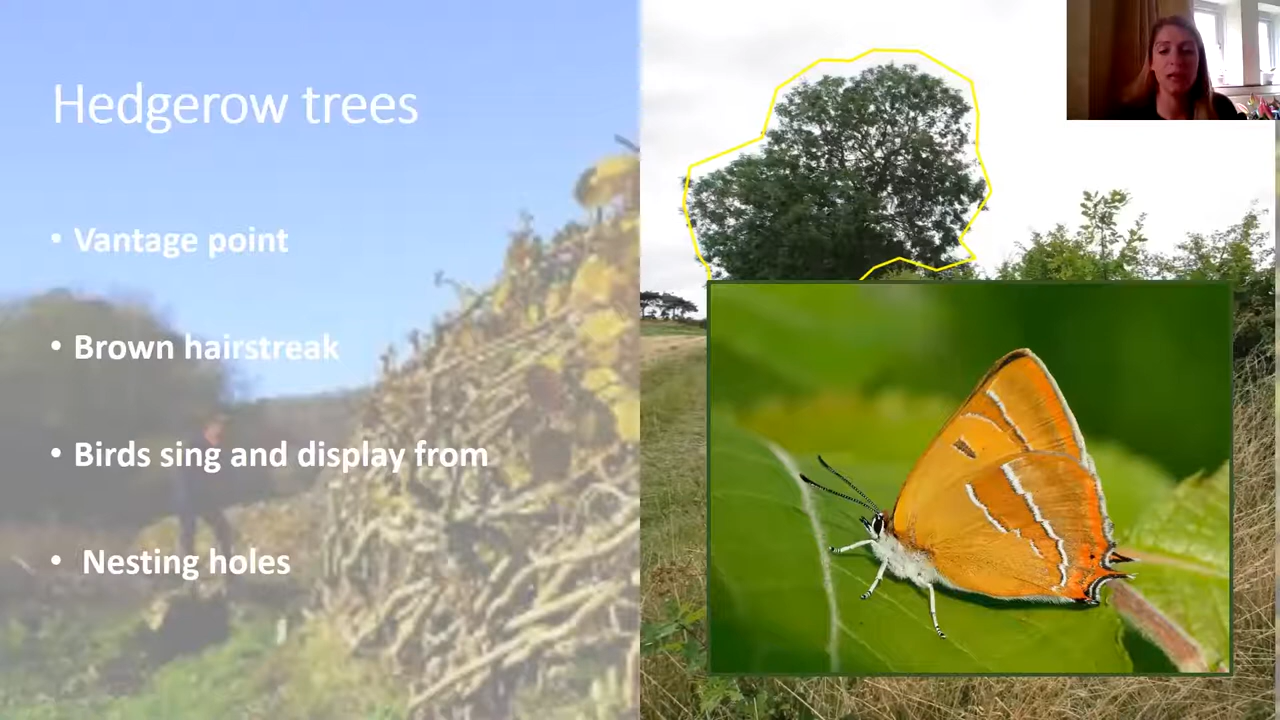 Hedgerow trees
• Vantage point
• Brown hairstreak
• Birds sing and display from
• Nesting holes